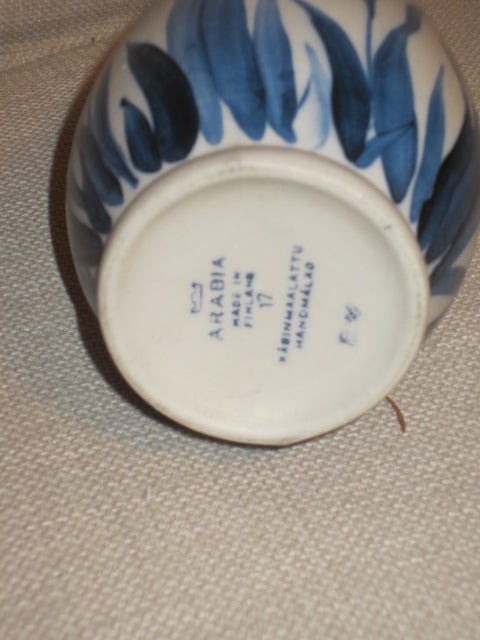 ARABIA
MADE IN
FINLAND
17
KÄSINMAALATTU
HANDMÅLAD